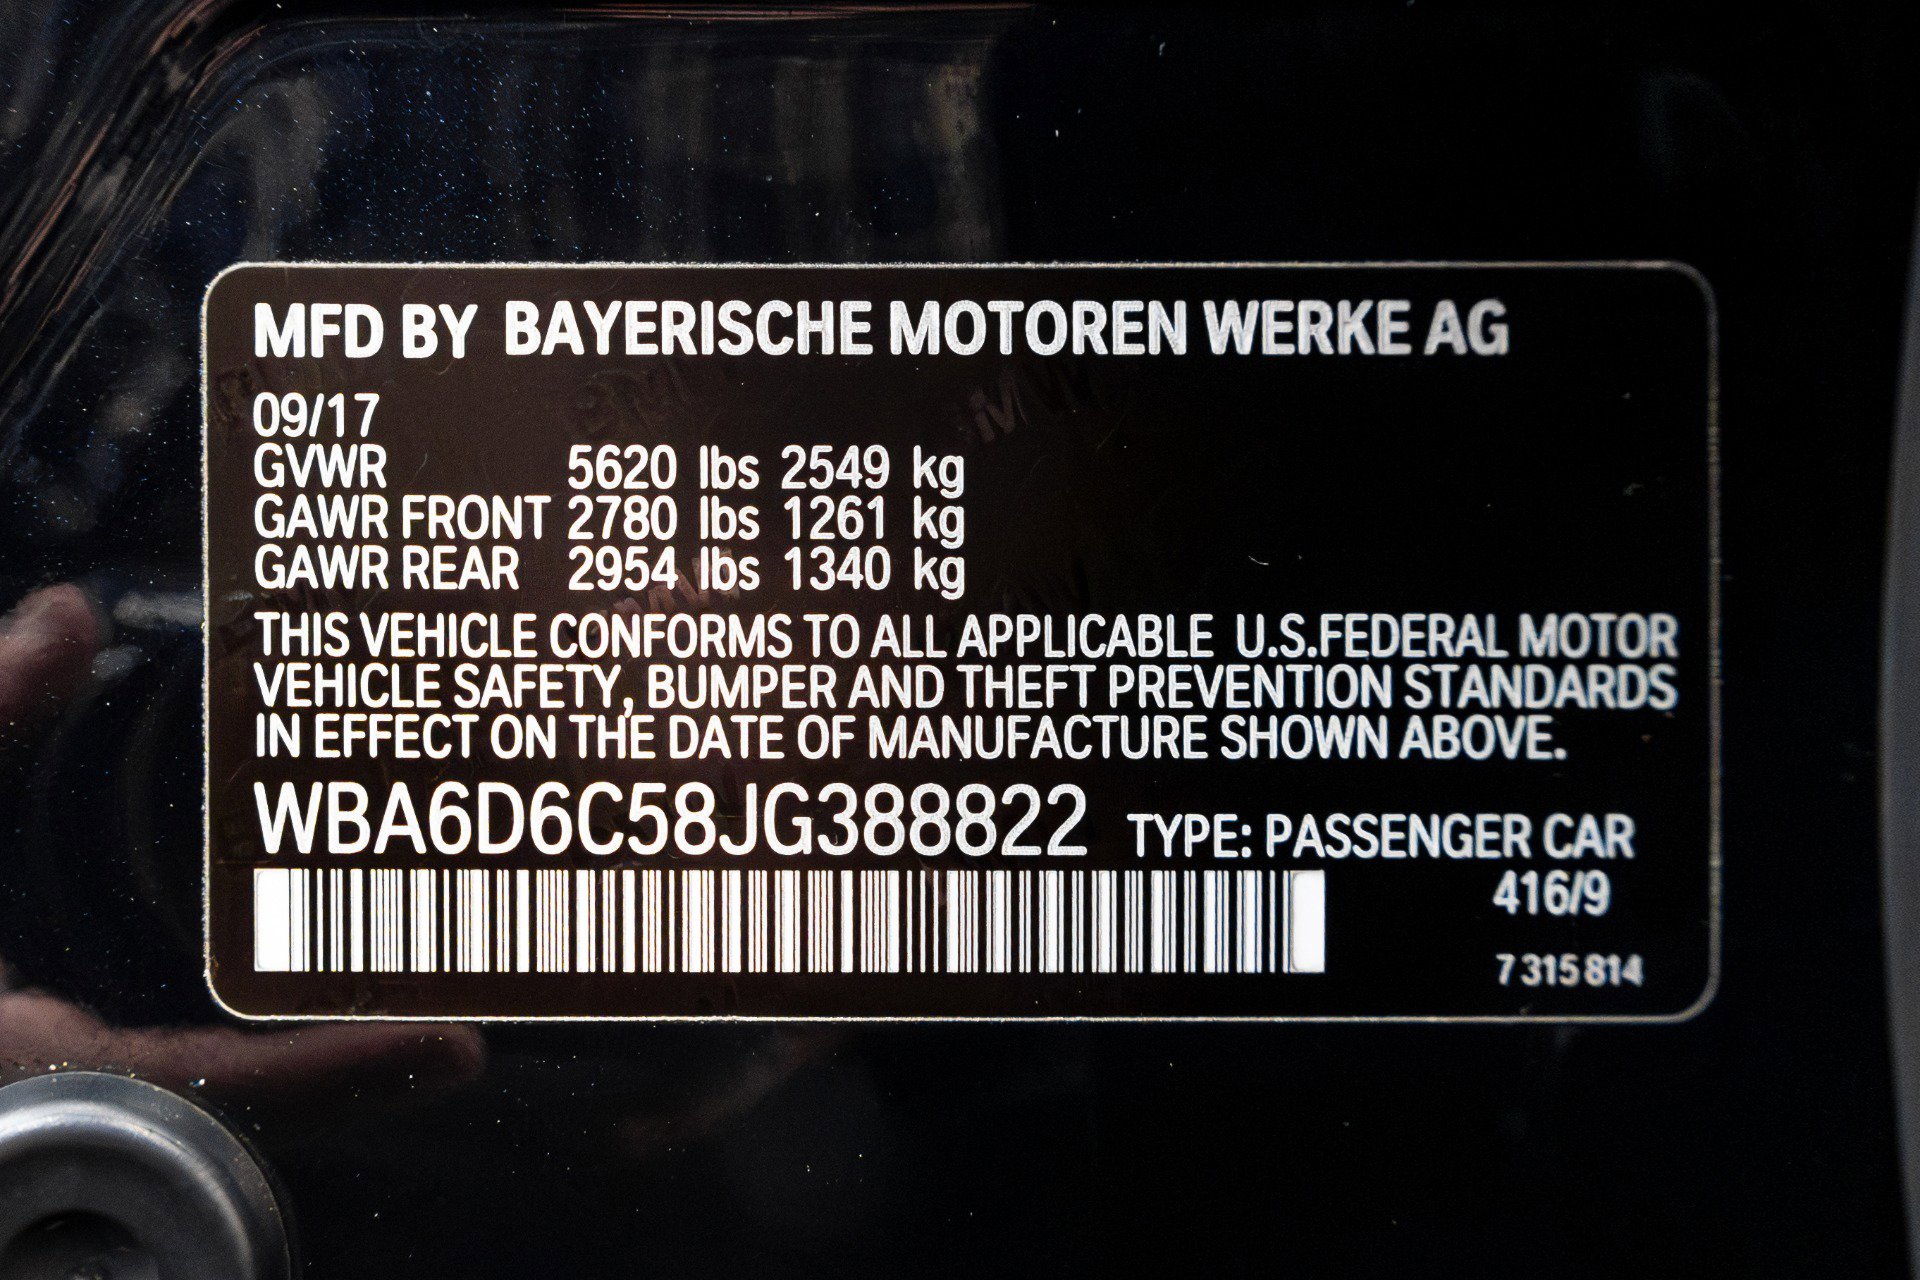 MFD BY BAYERISCHE MOTOREN WERKE AG
09/17
GVWR 5620 lbs 2549 kg
GAWR FRONT 2780 lbs 1261 kg
GAWR REAR 2954 lbs 1340 kg
THIS VEHICLE CONFORMS TO ALL APPLICABLE U.S.FEDERAL MOTOR
VEHICLE SAFETY, BUMPER AND THEFT PREVENTION STANDARDS
IN EFFECT ON THE DATE OF MANUFACTURE SHOWN ABOVE.
WBA6D6C58JG388822 TYPE: PASSENGER CAR
416/9
7 315 814